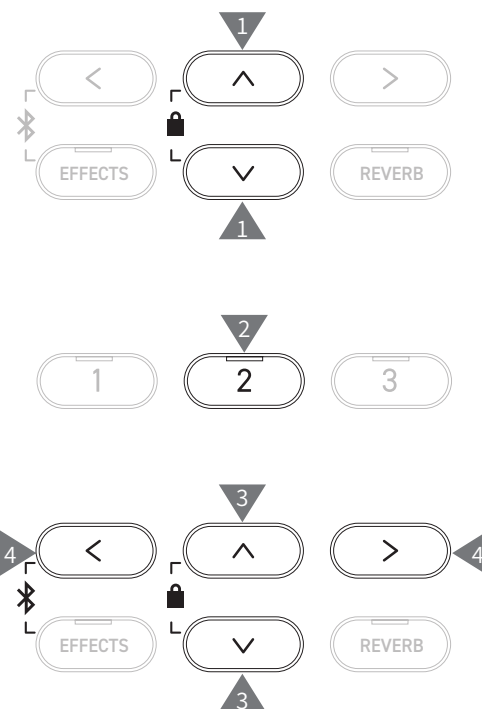 1
< ∧ >
EFFECTS ∨ REVERB
1
2
1 2 3
3
4 < ∧ > 4
EFFECTS ∨ REVERB
3